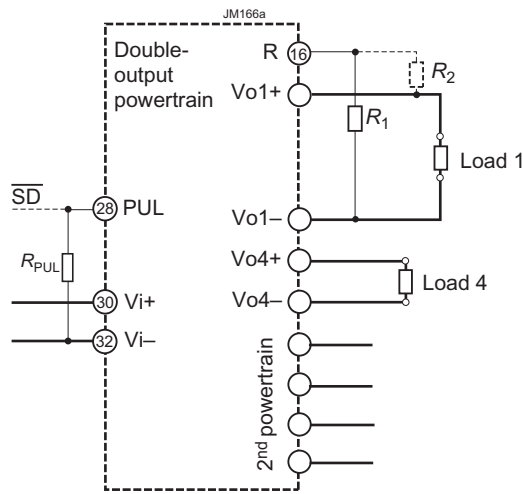 JM166a
Double-
output
powertrain
R 16
R2
Vo1+
R1
Load 1
SD
28 PUL
Vo1–
RPUL
Vo4+
Load 4
30 Vi+
Vo4–
32 Vi–
2nd powertrain